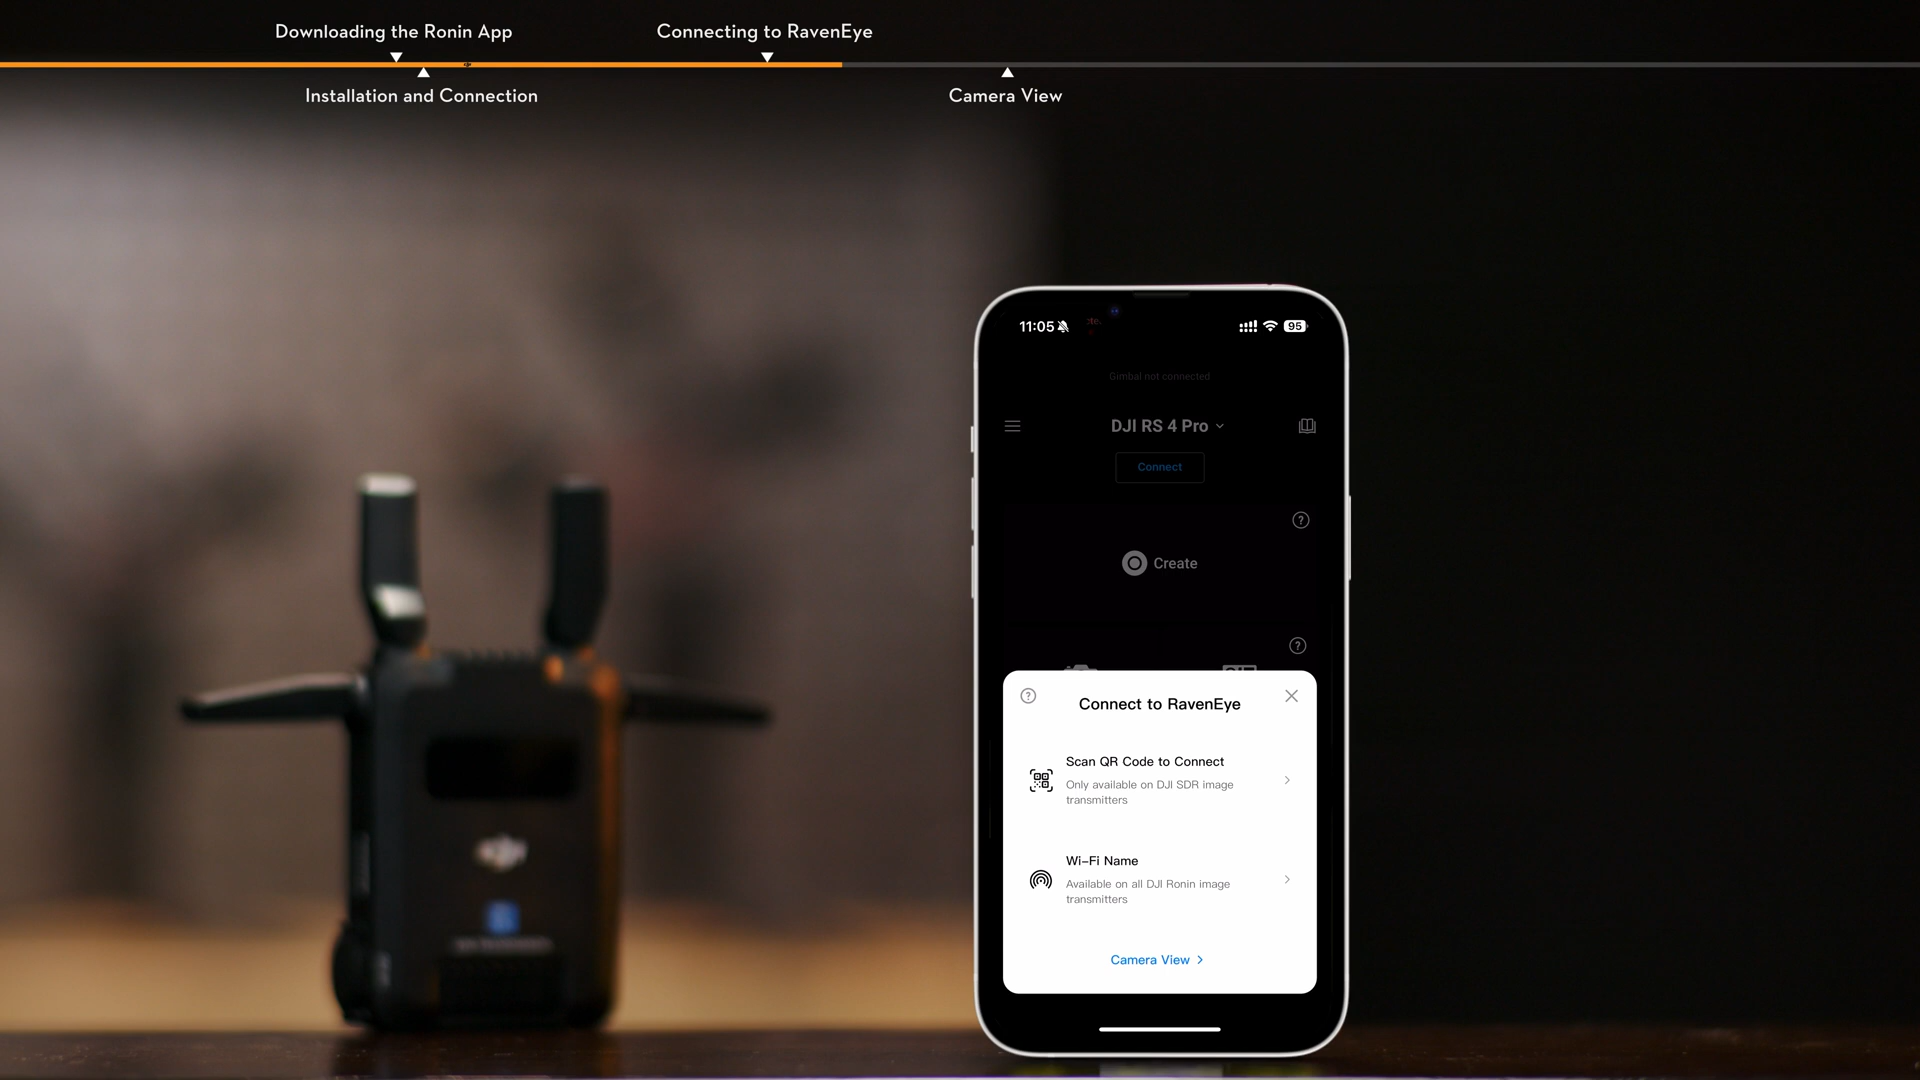 Downloading the Ronin App
Connecting to RavenEye
Installation and Connection
Camera View
11:05
95
Gimbal not connected
DJI RS 4 Pro
Connect
Create
Connect to RavenEye
Scan QR Code to Connect
Only available on DJI SDR image
transmitters
Wi-Fi Name
Available on all DJI Ronin image
transmitters
Camera View
dji